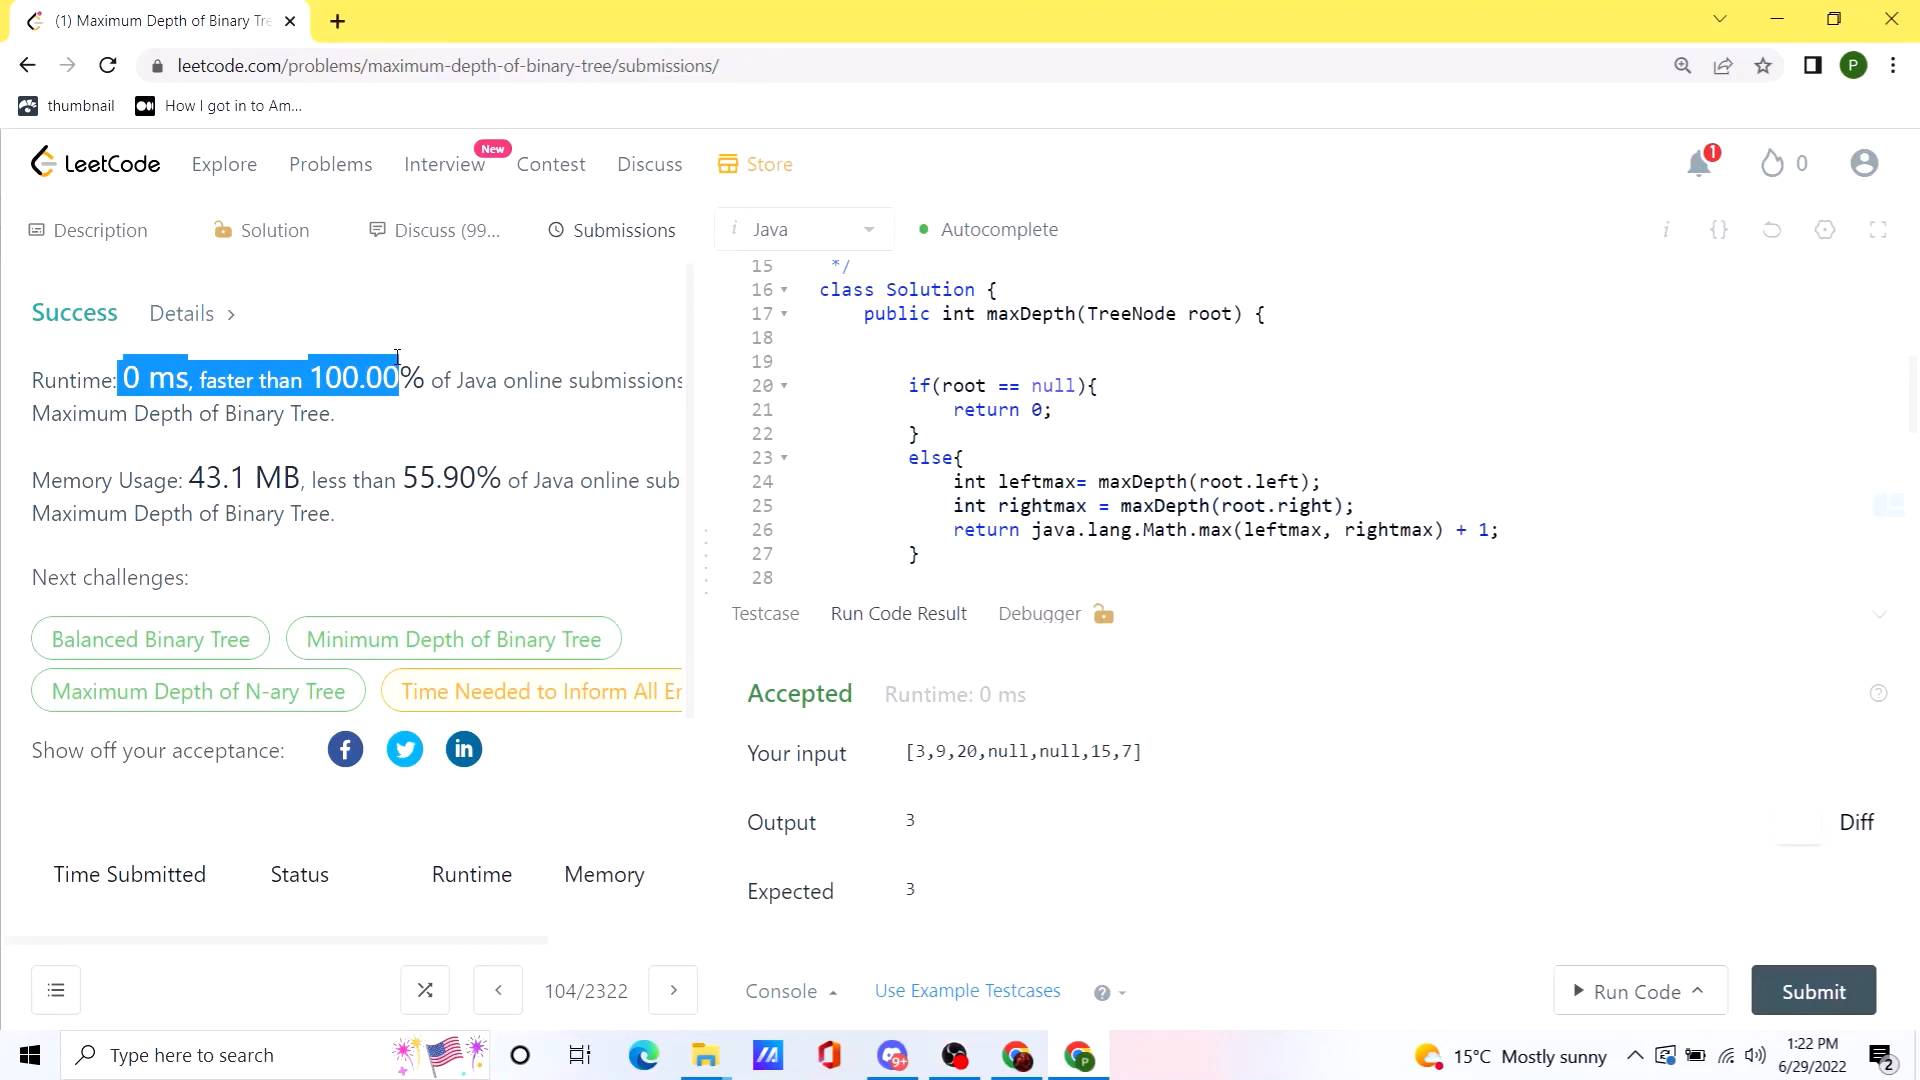 (1) Maximum Depth of Binary Tre
leetcode.com/problems/maximum-depth-of-binary-tree/submissions/
P
thumbnail
How I got in to Am...
LeetCode
Explore
Problems
Interview
New
Contest
Discuss
Store
1
0
Description
Solution
Discuss (99...
Submissions
i Java
Autocomplete
i
{}
Success
Details >
Runtime: 0 ms, faster than 100.00% of Java online submissions
Maximum Depth of Binary Tree.
Memory Usage: 43.1 MB, less than 55.90% of Java online sub
Maximum Depth of Binary Tree.
Next challenges:
Balanced Binary Tree
Minimum Depth of Binary Tree
Maximum Depth of N-ary Tree
Time Needed to Inform All Er
Show off your acceptance:
Time Submitted
Status
Runtime
Memory
104/2322
15 */
16 class Solution {
17 public int maxDepth(TreeNode root) {
18
19
20 if(root == null){
21 return 0;
22 }
23 else{
24 int leftmax= maxDepth(root.left);
25 int rightmax = maxDepth(root.right);
26 return java.lang.Math.max(leftmax, rightmax) + 1;
27 }
28
Testcase
Run Code Result
Debugger
Accepted
Runtime: 0 ms
Your input
[3,9,20,null,null,15,7]
Output
3
Diff
Expected
3
Console
Use Example Testcases
Run Code
Submit
Type here to search
9+
P
15°C Mostly sunny
1:22 PM
6/29/2022
2